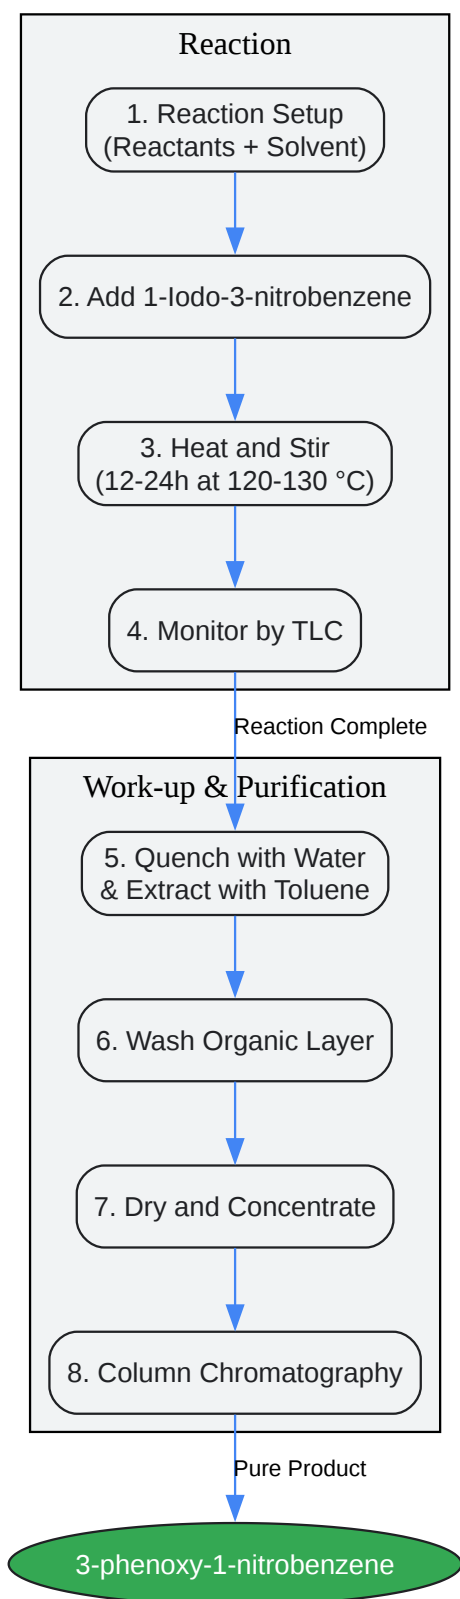 Reaction
1. Reaction Setup
(Reactants + Solvent)
2. Add 1-Iodo-3-nitrobenzene
3. Heat and Stir
(12-24h at 120-130 °C)
4. Monitor by TLC
Reaction Complete
Work-up & Purification
5. Quench with Water
& Extract with Toluene
6. Wash Organic Layer
7. Dry and Concentrate
8. Column Chromatography
Pure Product
3-phenoxy-1-nitrobenzene